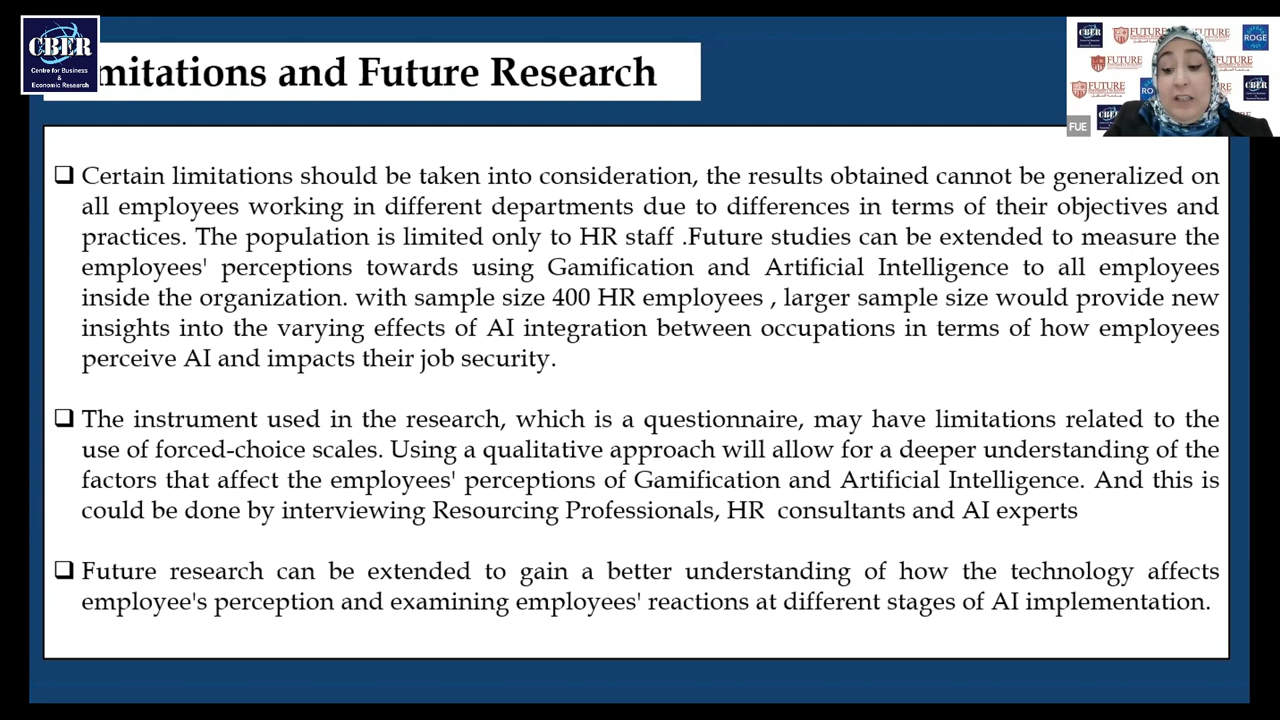 CBER
Centre for Business
&
Economic Research
mitations and Future Research
FUTURE
FUTURE
ROGE
FUTURE
FUTURE
FUTURE
RO
CBER
FUE
❑ Certain limitations should be taken into consideration, the results obtained cannot be generalized on
all employees working in different departments due to differences in terms of their objectives and
practices. The population is limited only to HR staff .Future studies can be extended to measure the
employees' perceptions towards using Gamification and Artificial Intelligence to all employees
inside the organization. with sample size 400 HR employees , larger sample size would provide new
insights into the varying effects of AI integration between occupations in terms of how employees
perceive AI and impacts their job security.
❑ The instrument used in the research, which is a questionnaire, may have limitations related to the
use of forced-choice scales. Using a qualitative approach will allow for a deeper understanding of the
factors that affect the employees' perceptions of Gamification and Artificial Intelligence. And this is
could be done by interviewing Resourcing Professionals, HR consultants and AI experts
❑ Future research can be extended to gain a better understanding of how the technology affects
employee's perception and examining employees' reactions at different stages of AI implementation.